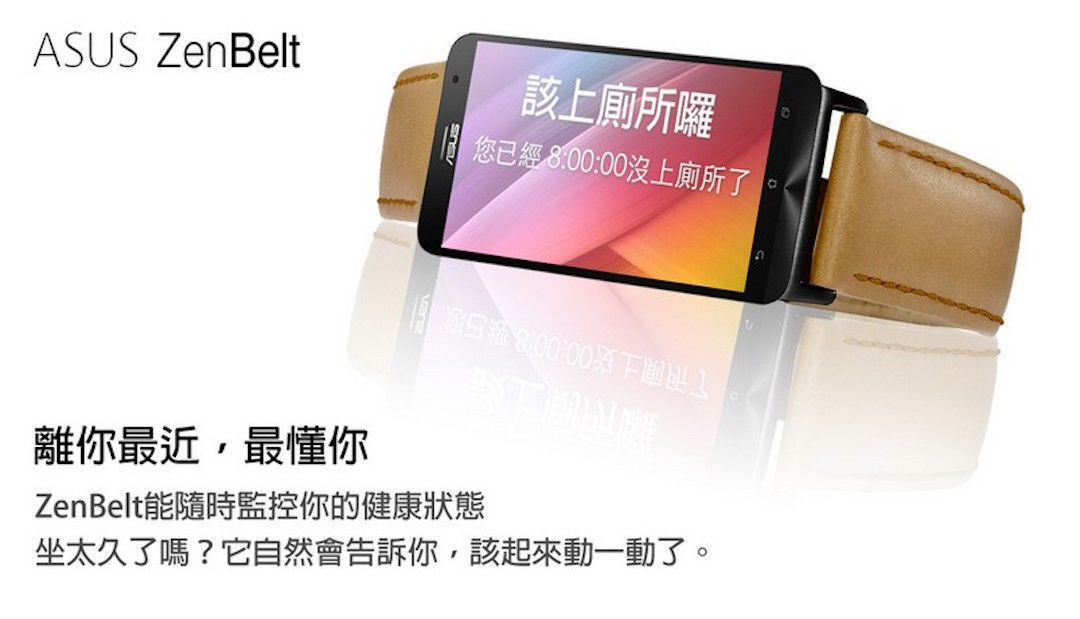 ASUS ZenBelt
ASUS
該上廁所囉
您已經 8:00:00沒上廁所了
離你最近，最懂你
ZenBelt能隨時監控你的健康狀態
坐太久了嗎？它自然會告訴你，該起來動一動了。